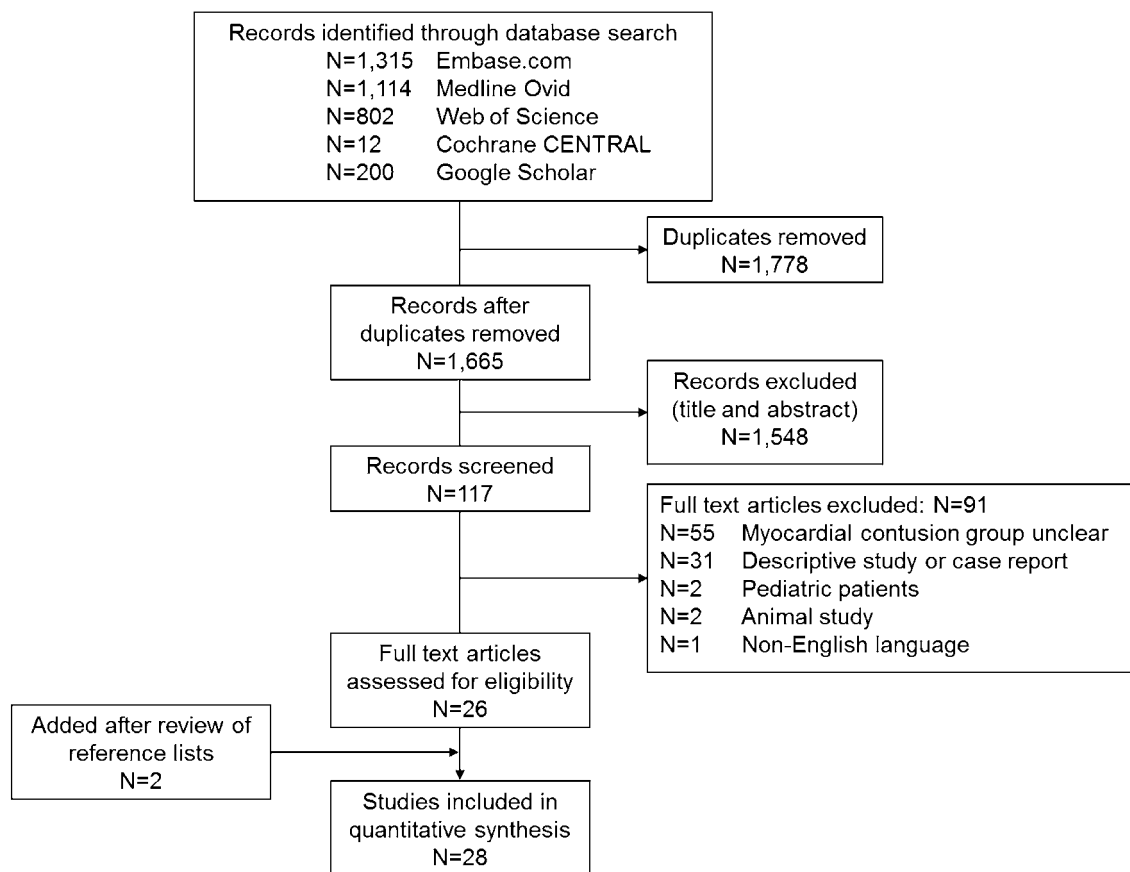 Records identified through database search
N=1,315 Embase.com
N=1,114 Medline Ovid
N=802 Web of Science
N=12 Cochrane CENTRAL
N=200 Google Scholar
Duplicates removed
N=1,778
Records after
duplicates removed
N=1,665
Records excluded
(title and abstract)
N=1,548
Records screened
N=117
Full text articles excluded: N=91
N=55 Myocardial contusion group unclear
N=31 Descriptive study or case report
N=2 Pediatric patients
N=2 Animal study
N=1 Non-English language
Full text articles
assessed for eligibility
N=26
Added after review of
reference lists
N=2
Studies included in
quantitative synthesis
N=28